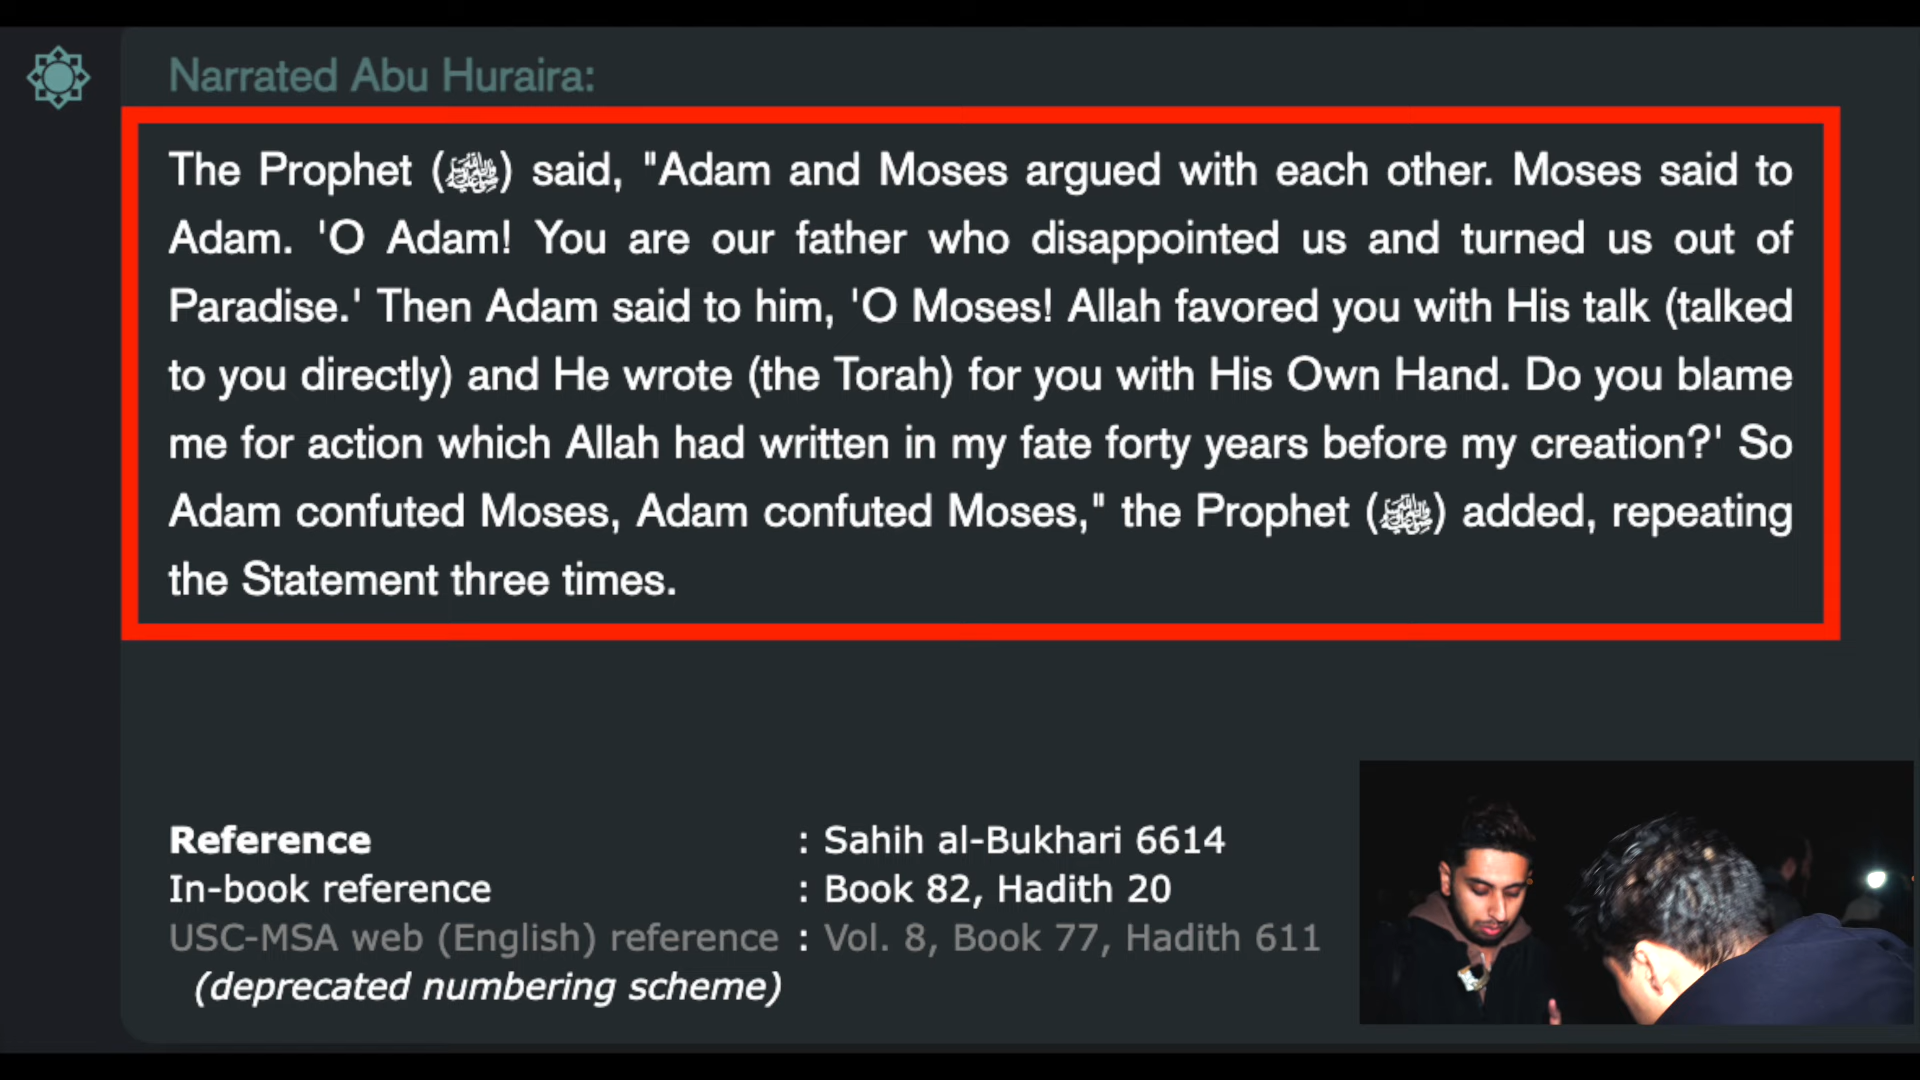 Narrated Abu Huraira:
The Prophet (ﷺ) said, "Adam and Moses argued with each other. Moses said to
Adam. 'O Adam! You are our father who disappointed us and turned us out of
Paradise.' Then Adam said to him, 'O Moses! Allah favored you with His talk (talked
to you directly) and He wrote (the Torah) for you with His Own Hand. Do you blame
me for action which Allah had written in my fate forty years before my creation?' So
Adam confuted Moses, Adam confuted Moses," the Prophet (ﷺ) added, repeating
the Statement three times.
Reference : Sahih al-Bukhari 6614
In-book reference : Book 82, Hadith 20
USC-MSA web (English) reference : Vol. 8, Book 77, Hadith 611
(deprecated numbering scheme)